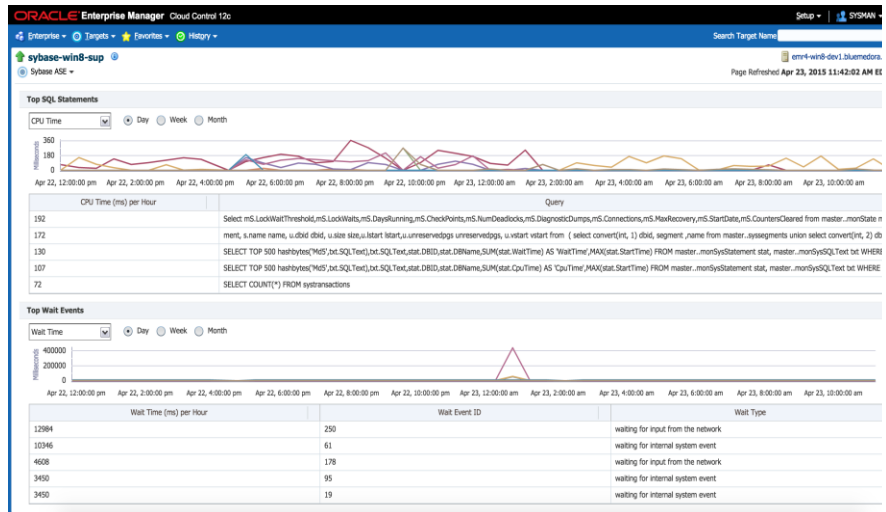 ORACLE Enterprise Manager Cloud Control 12c
Setup SYSMAN
Enterprise Targets Favorites History
Search Target Name
sybase-win8-sup
emr4-win8-dev1.bluemedora.
Sybase ASE
Page Refreshed Apr 23, 2015 11:42:02 AM ED
Top SQL Statements
CPU Time Day Week Month
Milliseconds
360
180
0
Apr 22, 12:00:00 pm Apr 22, 2:00:00 pm Apr 22, 4:00:00 pm Apr 22, 6:00:00 pm Apr 22, 8:00:00 pm Apr 22, 10:00:00 pm Apr 23, 12:00:00 am Apr 23, 2:00:00 am Apr 23, 4:00:00 am Apr 23, 6:00:00 am Apr 23, 8:00:00 am Apr 23, 10:00:00 am
CPU Time (ms) per Hour Query
192 Select mS.LockWaitThreshold,mS.LockWaits,mS.DaysRunning,mS.CheckPoints,mS.NumDeadlocks,mS.DiagnosticDumps,mS.Connections,mS.MaxRecovery,mS.StartDate,mS.CountersCleared from master..monState m
172 ment, s.name name, u.dbid dbid, u.size size,u.lstart lstart,u.unreservedpgs unreservedpgs, u.vstart vstart from ( select convert(int, 1) dbid, segment ,name from master..syssegments union select convert(int, 2) db
130 SELECT TOP 500 hashbytes('Md5',txt.SQLText),txt.SQLText,stat.DBID,stat.DBName,SUM(stat.WaitTime) AS 'WaitTime',MAX(stat.StartTime) FROM master..monSysStatement stat, master..monSysSQLText txt WHERE
107 SELECT TOP 500 hashbytes('Md5',txt.SQLText),txt.SQLText,stat.DBID,stat.DBName,SUM(stat.CpuTime) AS 'CpuTime',MAX(stat.StartTime) FROM master..monSysStatement stat, master..monSysSQLText txt WHERE
72 SELECT COUNT(*) FROM systransactions
Top Wait Events
Wait Time Day Week Month
Milliseconds
400000
200000
0
Apr 22, 12:00:00 pm Apr 22, 2:00:00 pm Apr 22, 4:00:00 pm Apr 22, 6:00:00 pm Apr 22, 8:00:00 pm Apr 22, 10:00:00 pm Apr 23, 12:00:00 am Apr 23, 2:00:00 am Apr 23, 4:00:00 am Apr 23, 6:00:00 am Apr 23, 8:00:00 am Apr 23, 10:00:00 am
Wait Time (ms) per Hour Wait Event ID Wait Type
12984 250 waiting for input from the network
10346 61 waiting for internal system event
4608 178 waiting for input from the network
3450 95 waiting for internal system event
3450 19 waiting for internal system event